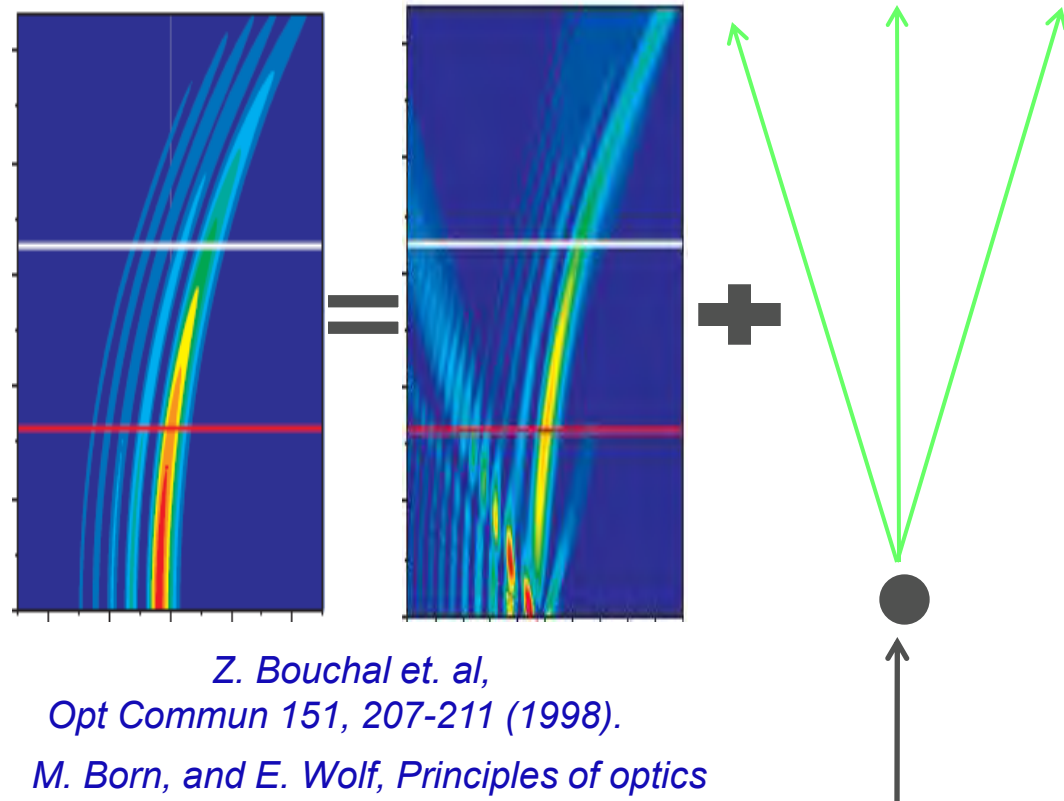 Z. Bouchal et. al,
Opt Commun 151, 207-211 (1998).
M. Born, and E. Wolf, Principles of optics